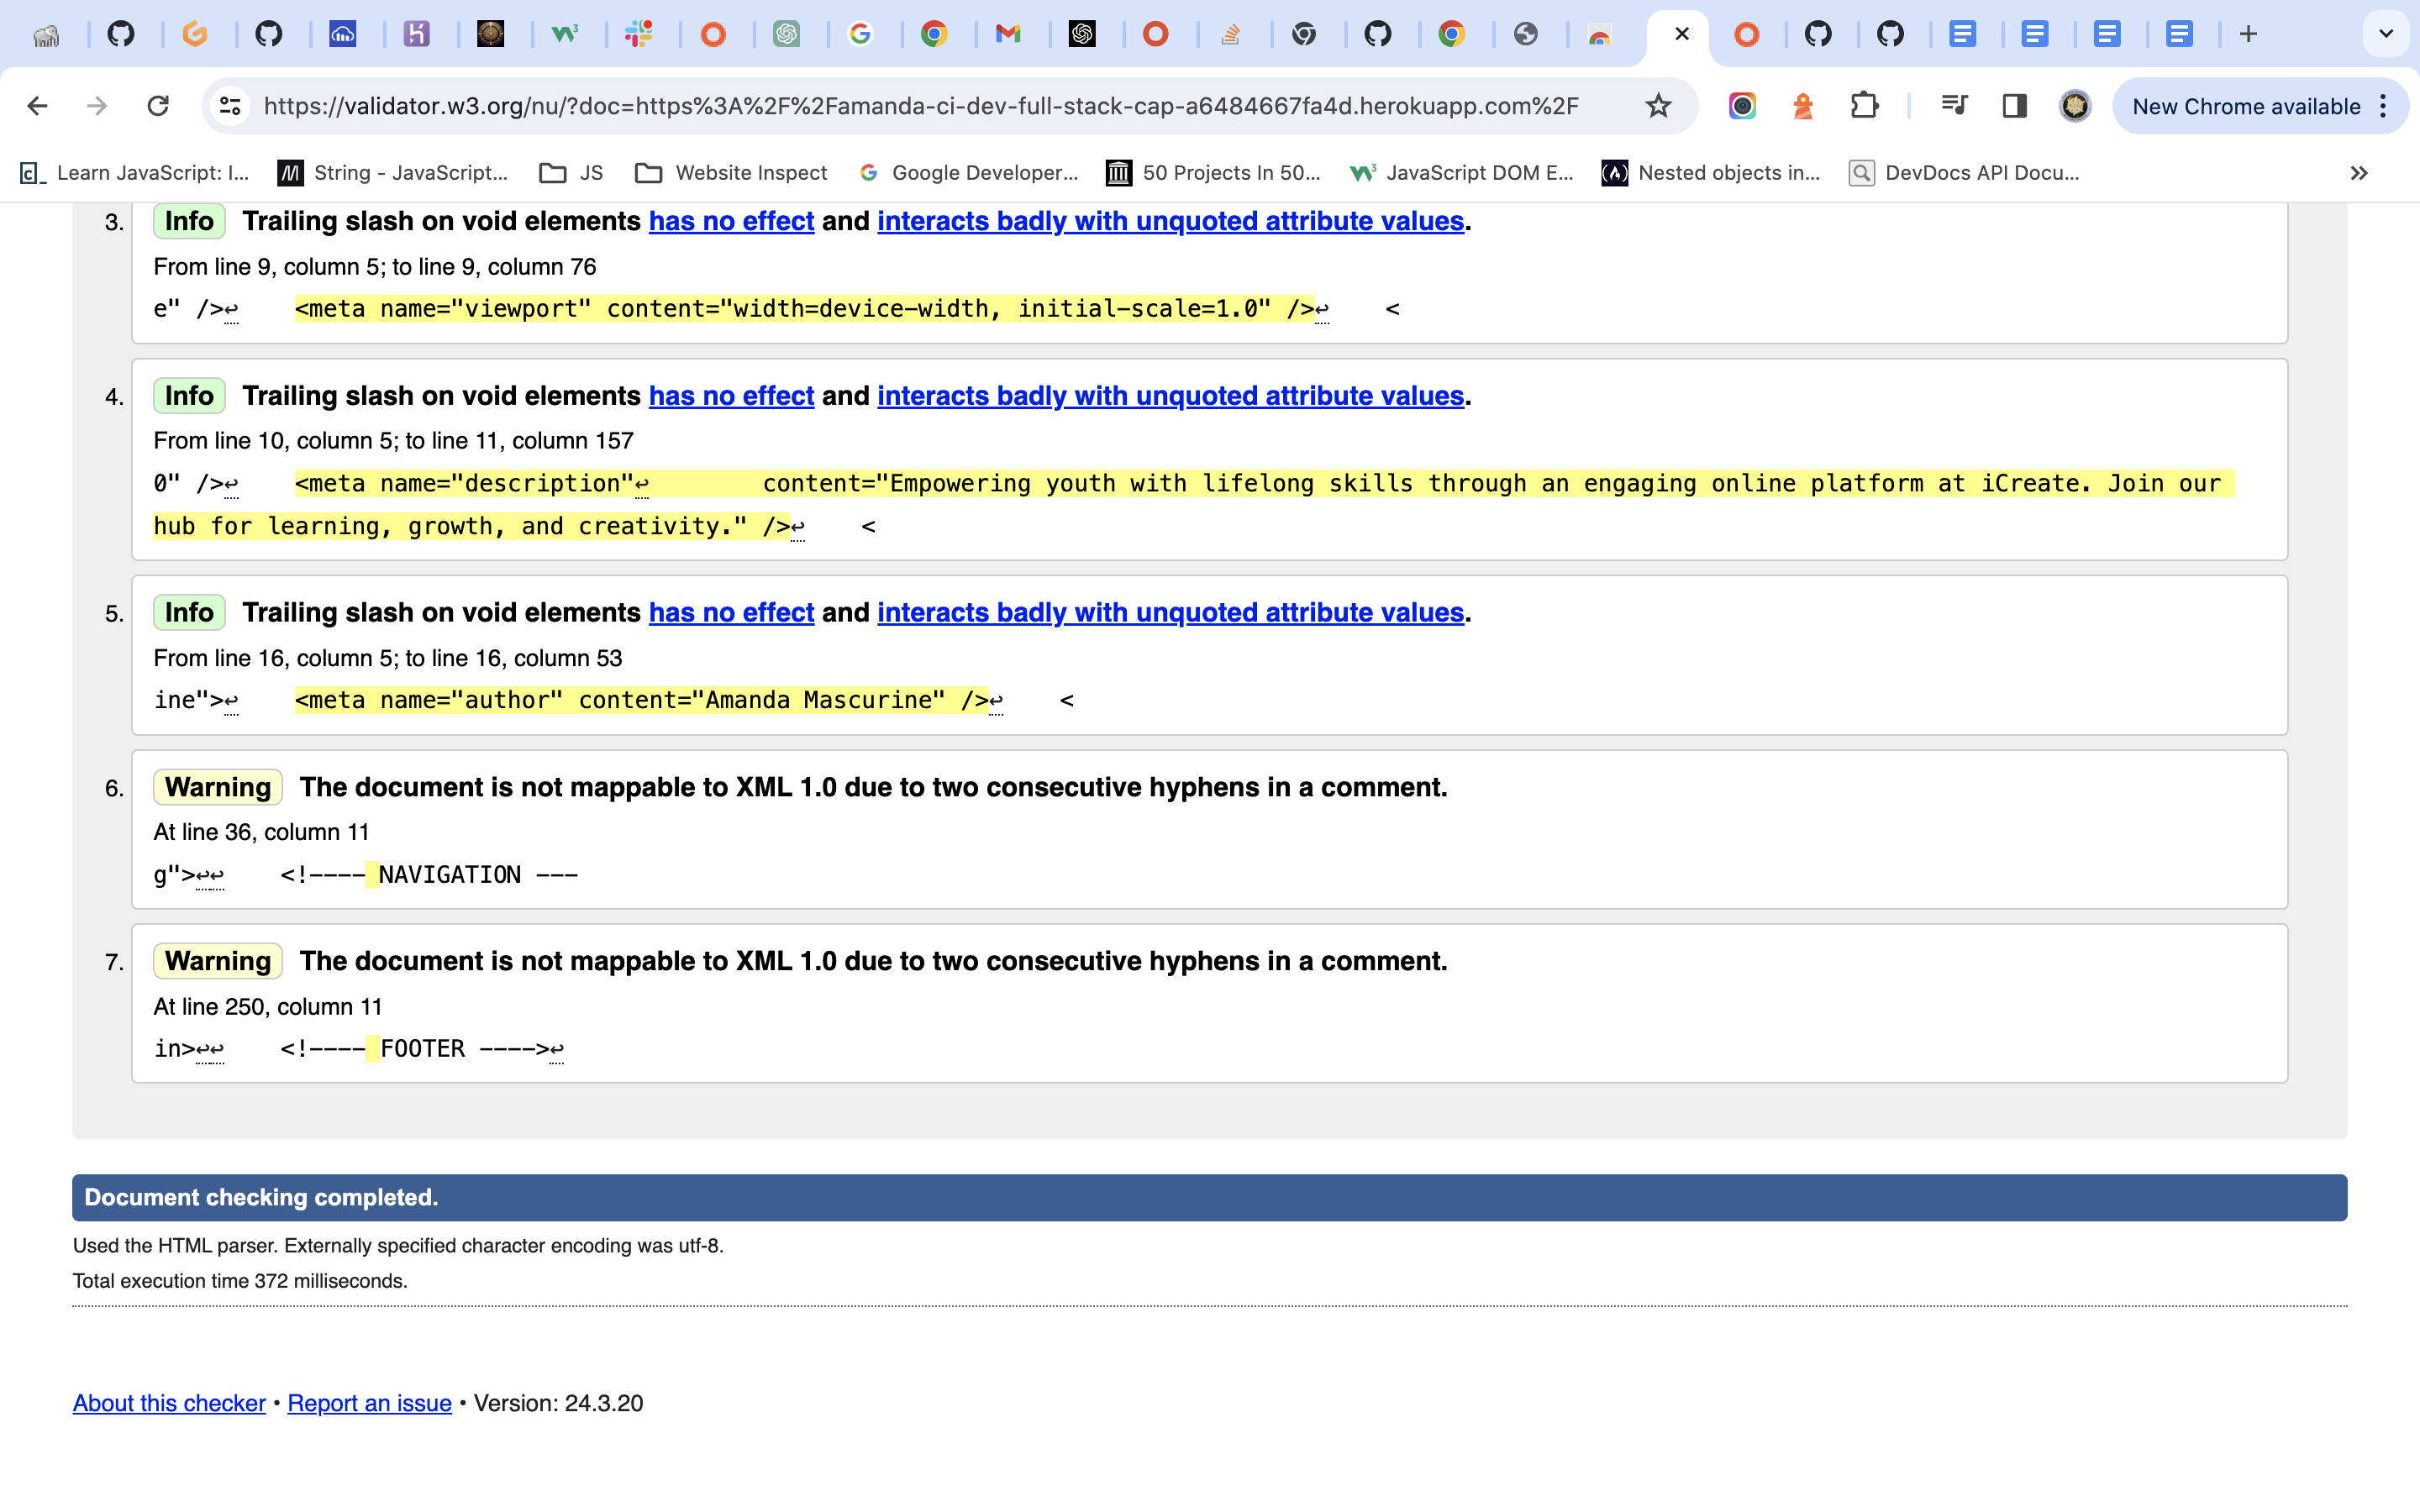 https://validator.w3.org/nu/?doc=https%3A%2F%2Famanda-ci-dev-full-stack-cap-a6484667fa4d.herokuapp.com%2F
New Chrome available
Learn JavaScript: I...
String - JavaScript...
JS
Website Inspect
Google Developer...
50 Projects In 50...
JavaScript DOM E...
Nested objects in...
DevDocs API Docu...
3. Info Trailing slash on void elements has no effect and interacts badly with unquoted attribute values.
From line 9, column 5; to line 9, column 76
e" />↩ <meta name="viewport" content="width=device-width, initial-scale=1.0" />↩ <
4. Info Trailing slash on void elements has no effect and interacts badly with unquoted attribute values.
From line 10, column 5; to line 11, column 157
0" />↩ <meta name="description"↩ content="Empowering youth with lifelong skills through an engaging online platform at iCreate. Join our
hub for learning, growth, and creativity." />↩ <
5. Info Trailing slash on void elements has no effect and interacts badly with unquoted attribute values.
From line 16, column 5; to line 16, column 53
ine">↩ <meta name="author" content="Amanda Mascurine" />↩ <
6. Warning The document is not mappable to XML 1.0 due to two consecutive hyphens in a comment.
At line 36, column 11
g">↩↩ <!---- NAVIGATION ---
7. Warning The document is not mappable to XML 1.0 due to two consecutive hyphens in a comment.
At line 250, column 11
in>↩↩ <!---- FOOTER ---->↩
Document checking completed.
Used the HTML parser. Externally specified character encoding was utf-8.
Total execution time 372 milliseconds.
About this checker • Report an issue • Version: 24.3.20